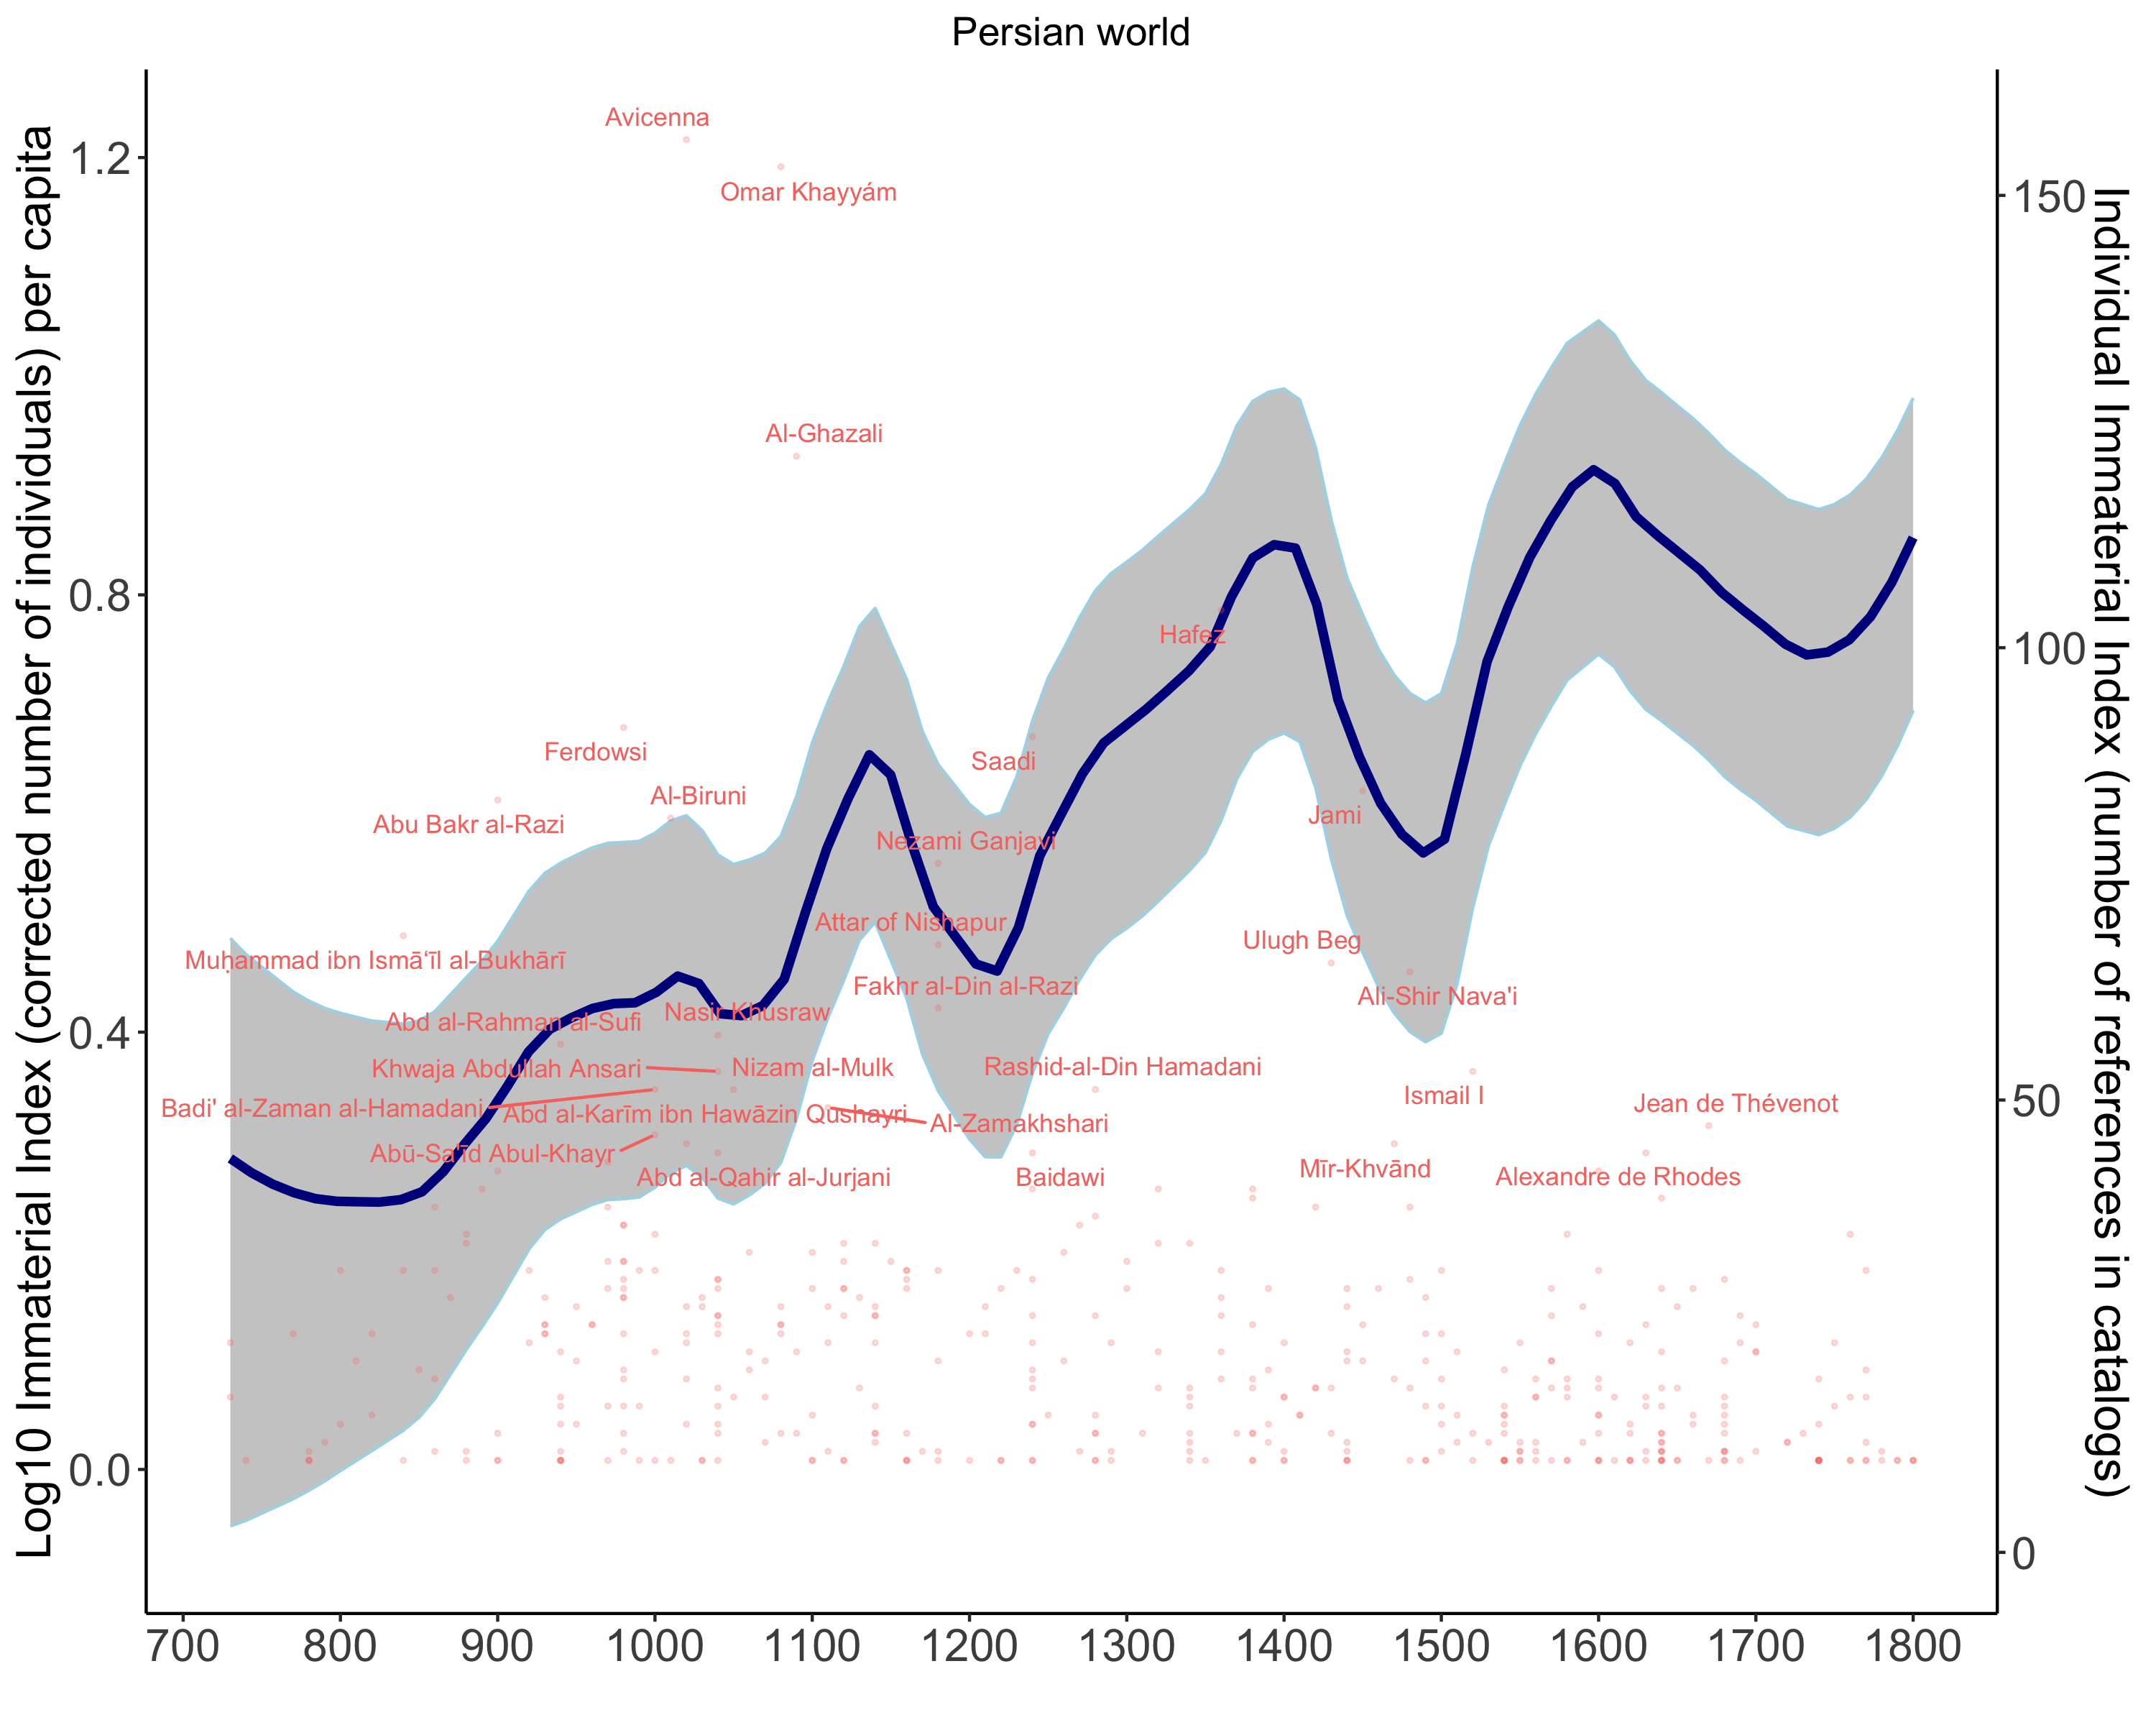 Persian world
Log10 Immaterial Index (corrected number of individuals) per capita
1.2
0.8
0.4
0.0
Individual Immaterial Index (number of references in catalogs)
150
100
50
0
Avicenna
Omar Khayyám
Al-Ghazali
Hafez
Ferdowsi
Saadi
Al-Biruni
Abu Bakr al-Razi
Jami
Nezami Ganjavi
Attar of Nishapur
Ulugh Beg
Muḥammad ibn Ismā‘īl al-Bukhārī
Fakhr al-Din al-Razi
Ali-Shir Nava'i
Nasir Khusraw
Abd al-Rahman al-Sufi
Khwaja Abdullah Ansari
Nizam al-Mulk
Rashid-al-Din Hamadani
Ismail I
Jean de Thévenot
Badi' al-Zaman al-Hamadani
Abd al-Karīm ibn Hawāzin Qushayri
Al-Zamakhshari
Abū-Sa'īd Abul-Khayr
Abd al-Qahir al-Jurjani
Baidawi
Mīr-Khvānd
Alexandre de Rhodes
700 800 900 1000 1100 1200 1300 1400 1500 1600 1700 1800